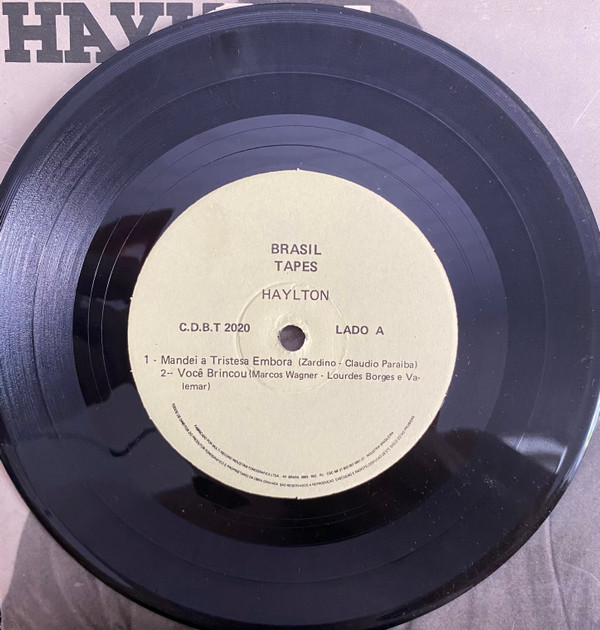 HAY
BRASIL
TAPES
HAYLTON
C.D.B.T 2020 LADO A
1 - Mandei a Tristesa Embora (Zardino - Claudio Paraiba)
2-- Você Brincou (Marcos Wagner - Lourdes Borges e Va-
lemar)